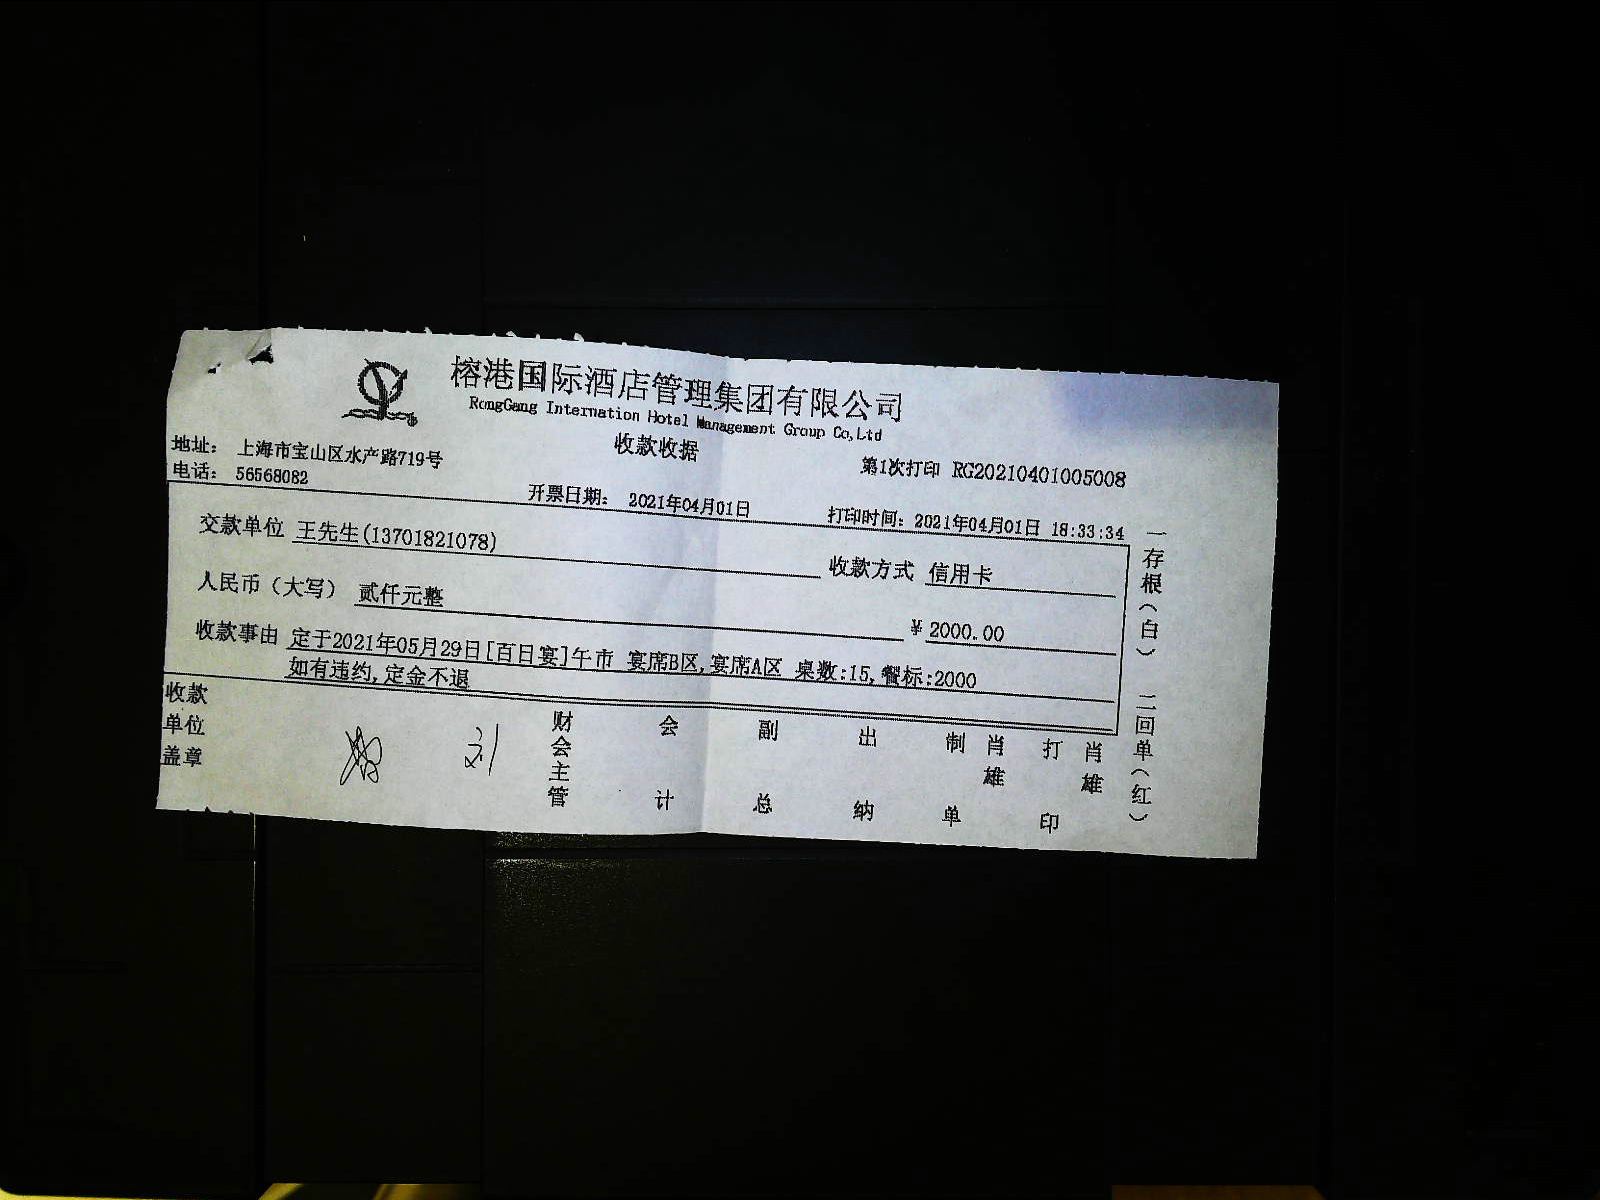 榕港国际酒店管理集团有限公司
RongGang Internation Hotel Management Group Co,Ltd
收款收据
地址： 上海市宝山区水产路719号
第1次打印 RG20210401005008
电话： 56568082
开票日期： 2021年04月01日
打印时间：2021年04月01日 18:33:34
交款单位 王先生(13701821078)
收款方式 信用卡
人民币（大写） 贰仟元整
¥ 2000.00
收款事由 定于2021年05月29日[百日宴]午市 宴席B区,宴席A区 桌数:15,餐标:2000
如有违约,定金不退
收款单位盖章
刘
财会主管
会计
副总
出纳
制单
肖雄
打印
肖雄
一存根（白） 二回单（红）